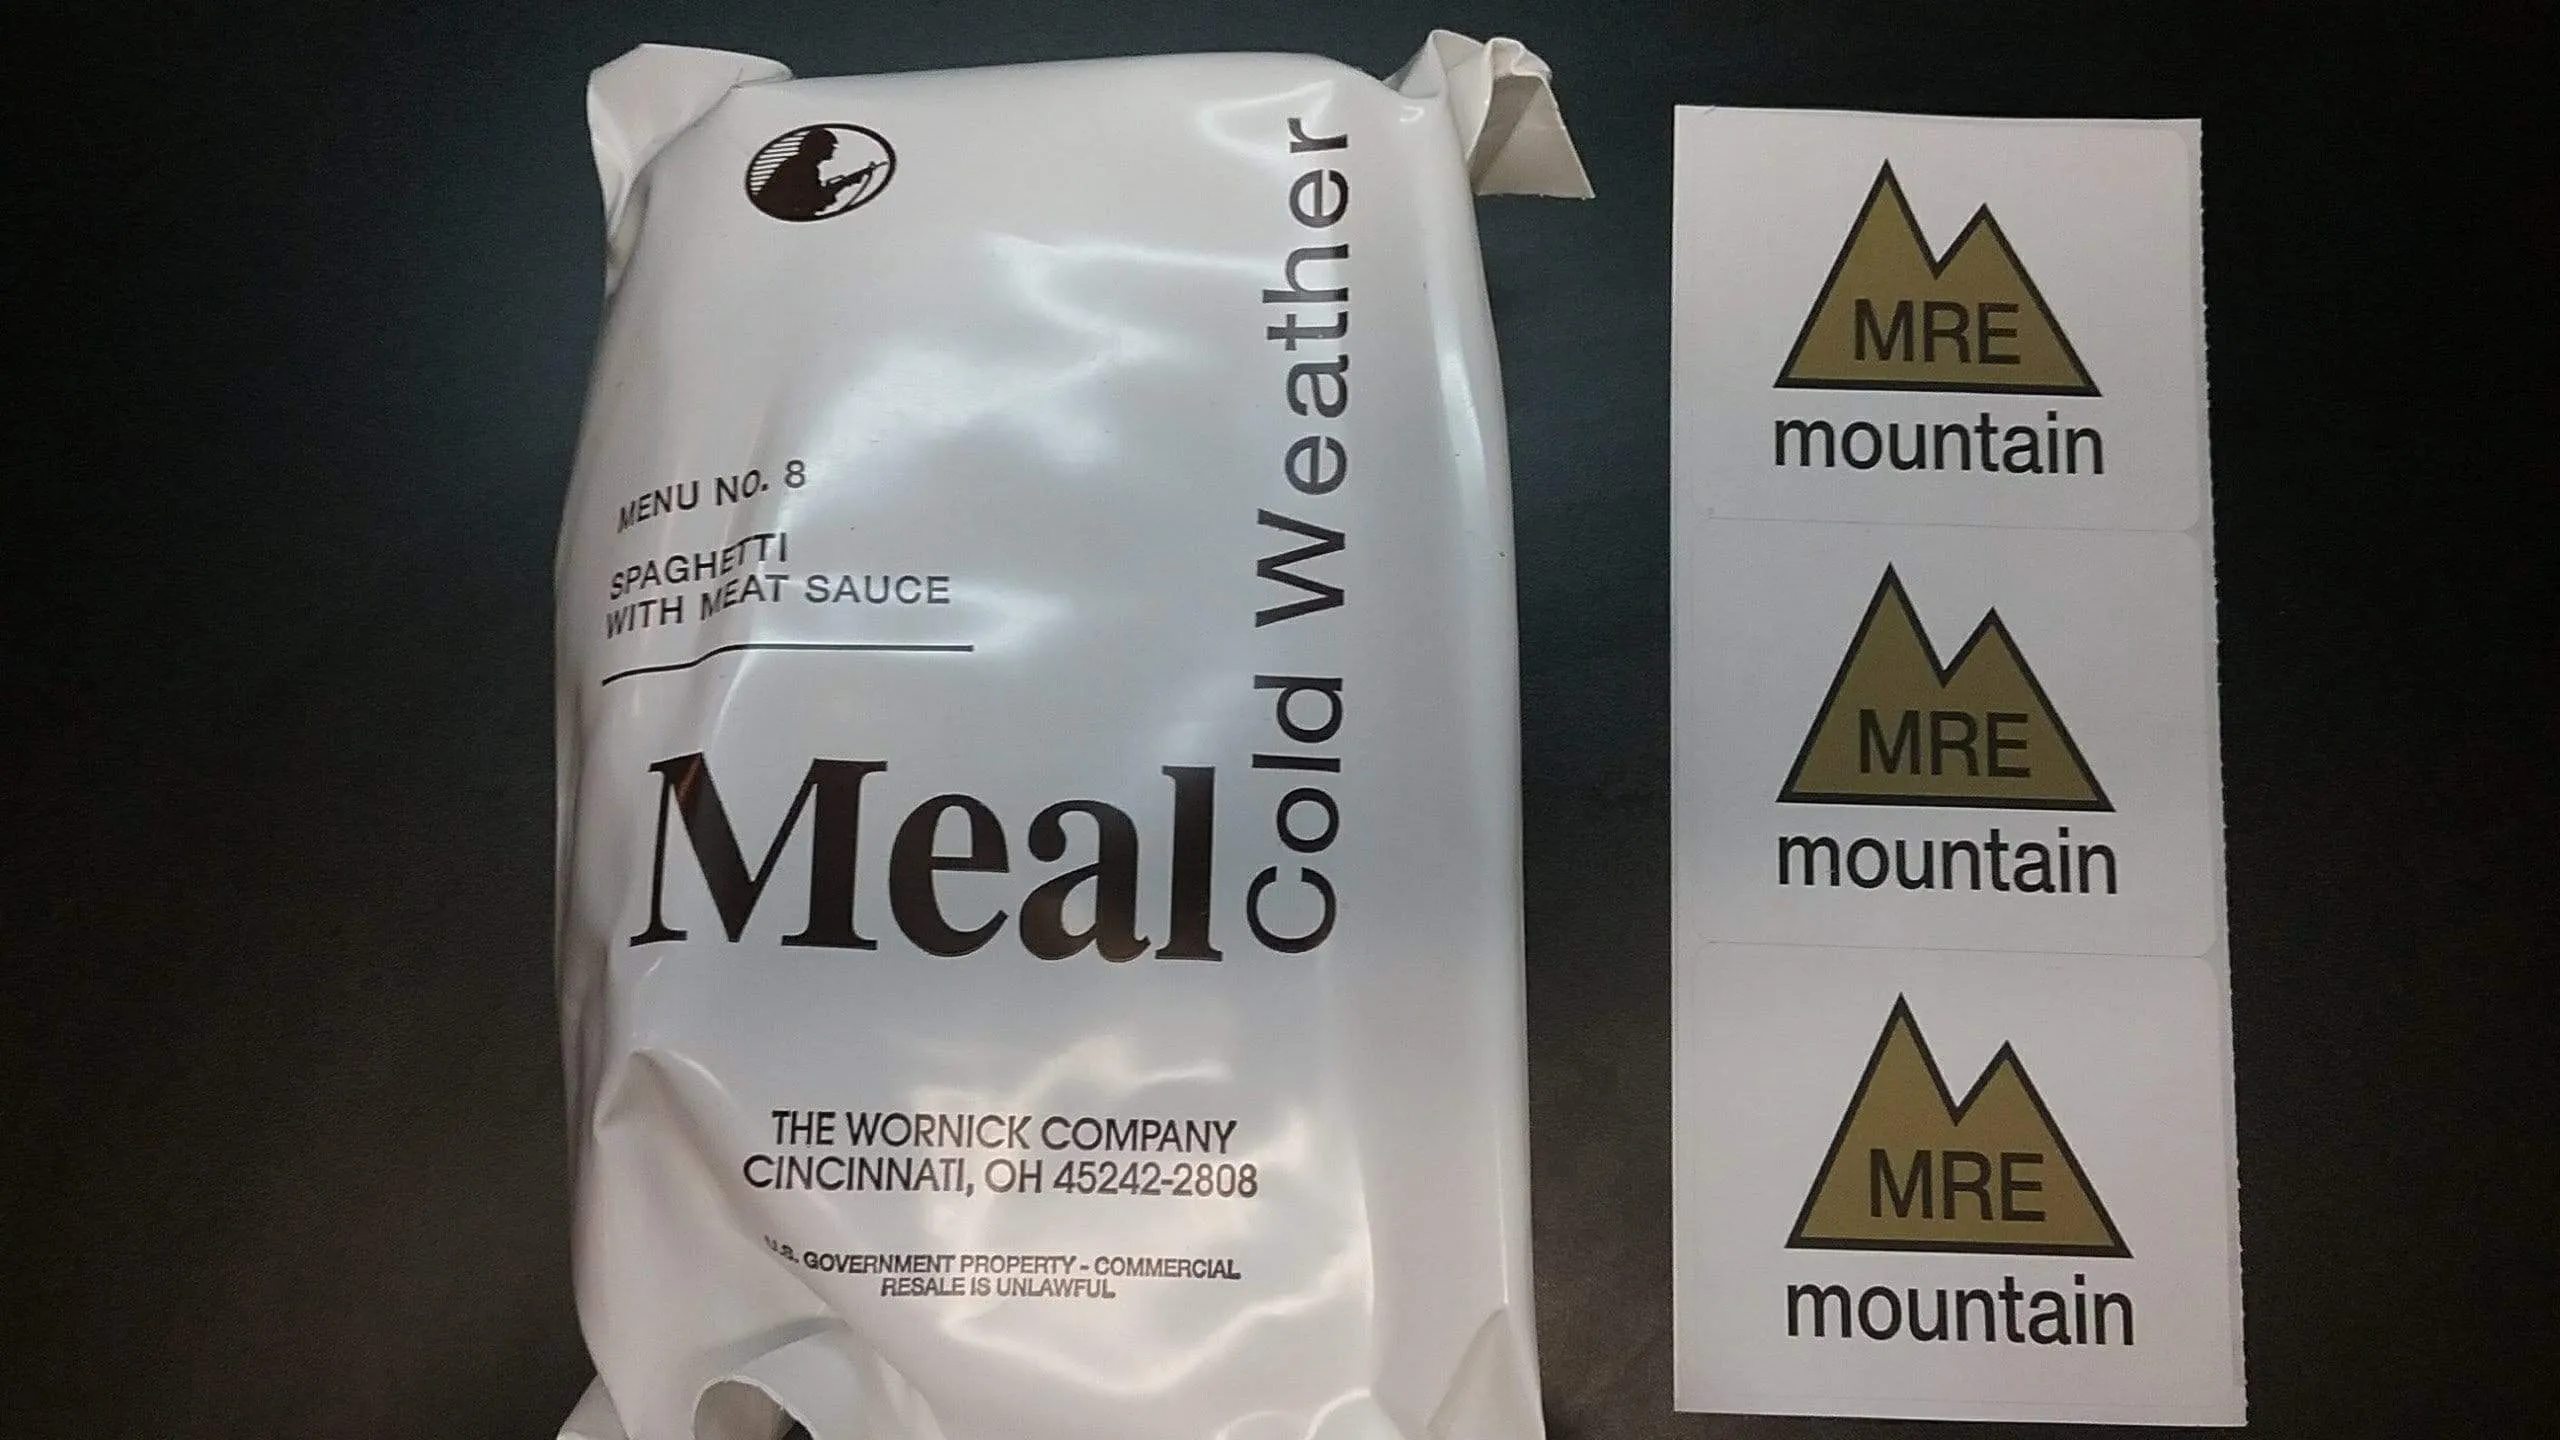 MENU NO. 8
SPAGHETTI
WITH MEAT SAUCE
Meal
Cold Weather
THE WORNICK COMPANY
CINCINNATI, OH 45242-2808
U.S. GOVERNMENT PROPERTY - COMMERCIAL
RESALE IS UNLAWFUL
MRE
mountain
MRE
mountain
MRE
mountain